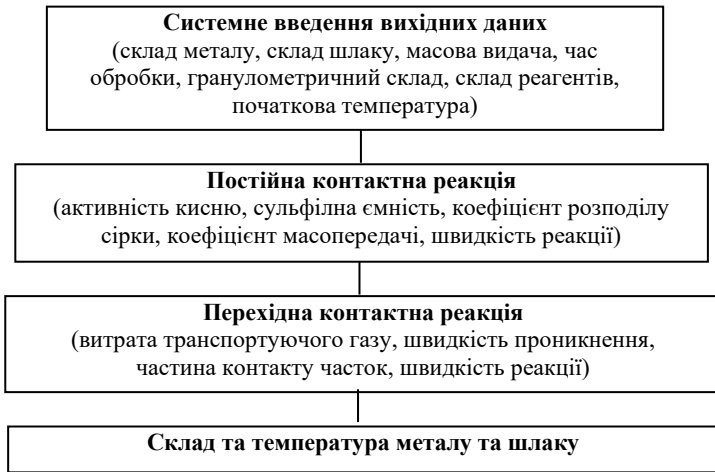 Системне введення вихідних даних
(склад металу, склад шлаку, масова видача, час
обробки, гранулометричний склад, склад реагентів,
початкова температура)
Постійна контактна реакція
(активність кисню, сульфілна ємність, коефіцієнт розподілу
сірки, коефіцієнт масопередачі, швидкість реакції)
Перехідна контактна реакція
(витрата транспортуючого газу, швидкість проникнення,
частина контакту часток, швидкість реакції)
Склад та температура металу та шлаку